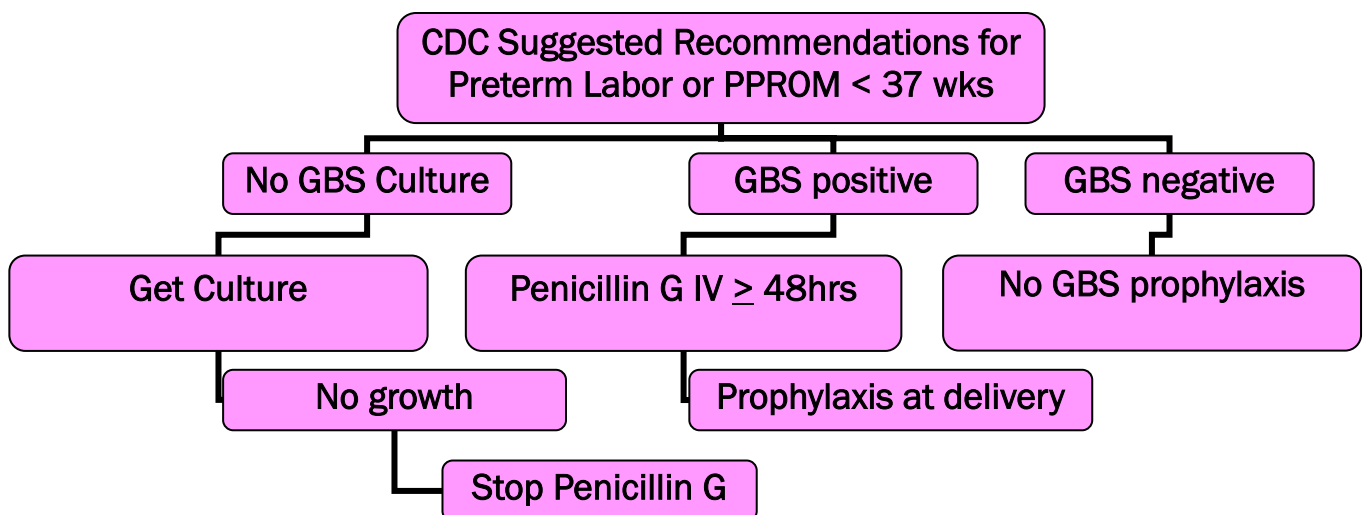 CDC Suggested Recommendations for
Preterm Labor or PPROM < 37 wks
No GBS Culture
GBS positive
GBS negative
Get Culture
Penicillin G IV ≥ 48hrs
No GBS prophylaxis
No growth
Prophylaxis at delivery
Stop Penicillin G